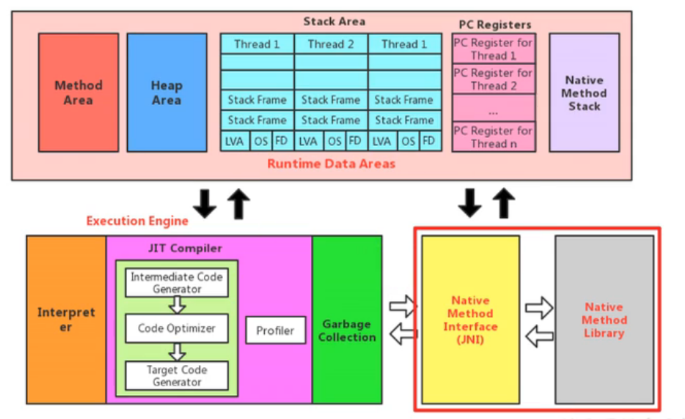 Stack Area
PC Registers
Method
Area
Heap
Area
Thread 1
Thread 2
Thread 1
Stack Frame
Stack Frame
Stack Frame
Stack Frame
Stack Frame
Stack Frame
LVA
OS
FD
LVA
OS
FD
LVA
OS
FD
PC Register for
Thread 1
PC Register for
Thread 2
...
PC Register for
Thread n
Native
Method
Stack
Runtime Data Areas
Execution Engine
Interpret
er
JIT Compiler
Intermediate Code
Generator
Code Optimizer
Target Code
Generator
Profiler
Garbage
Collection
Native
Method
Interface
(JNI)
Native
Method
Library